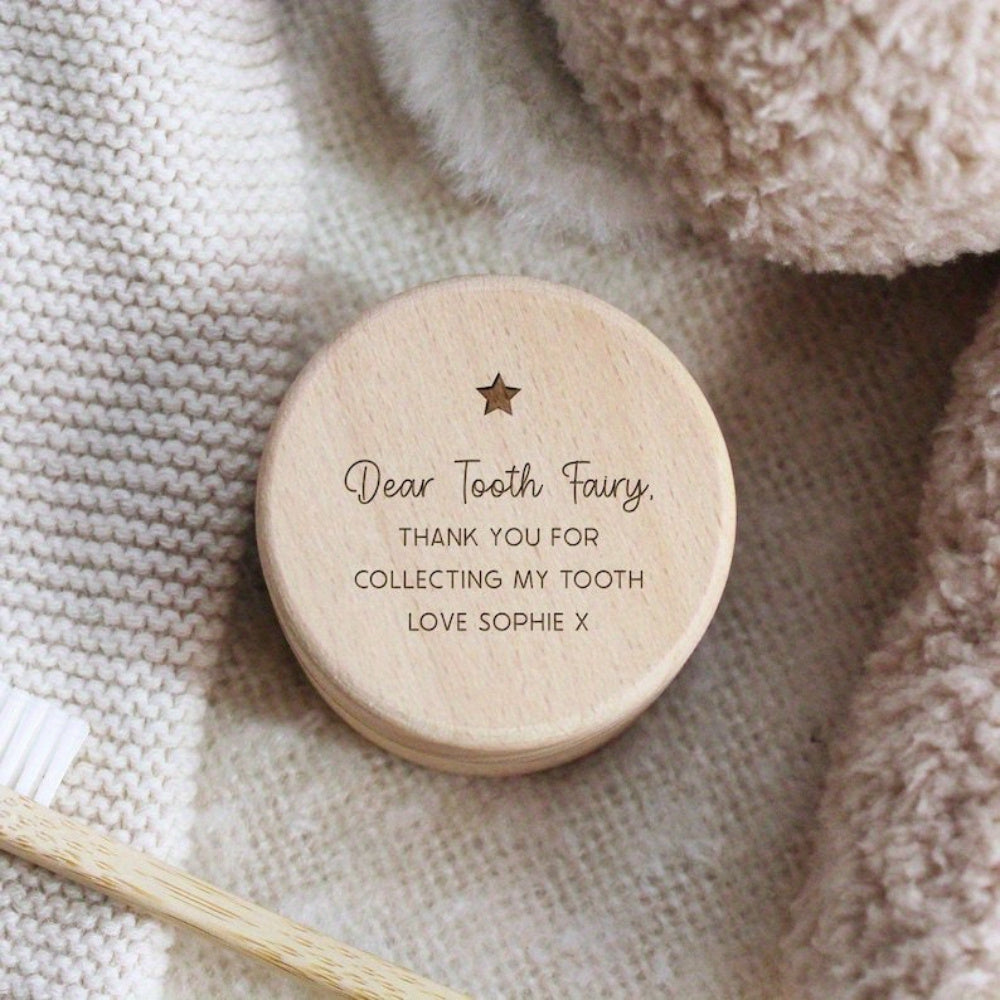 Dear Tooth Fairy,
THANK YOU FOR
COLLECTING MY TOOTH
LOVE SOPHIE X